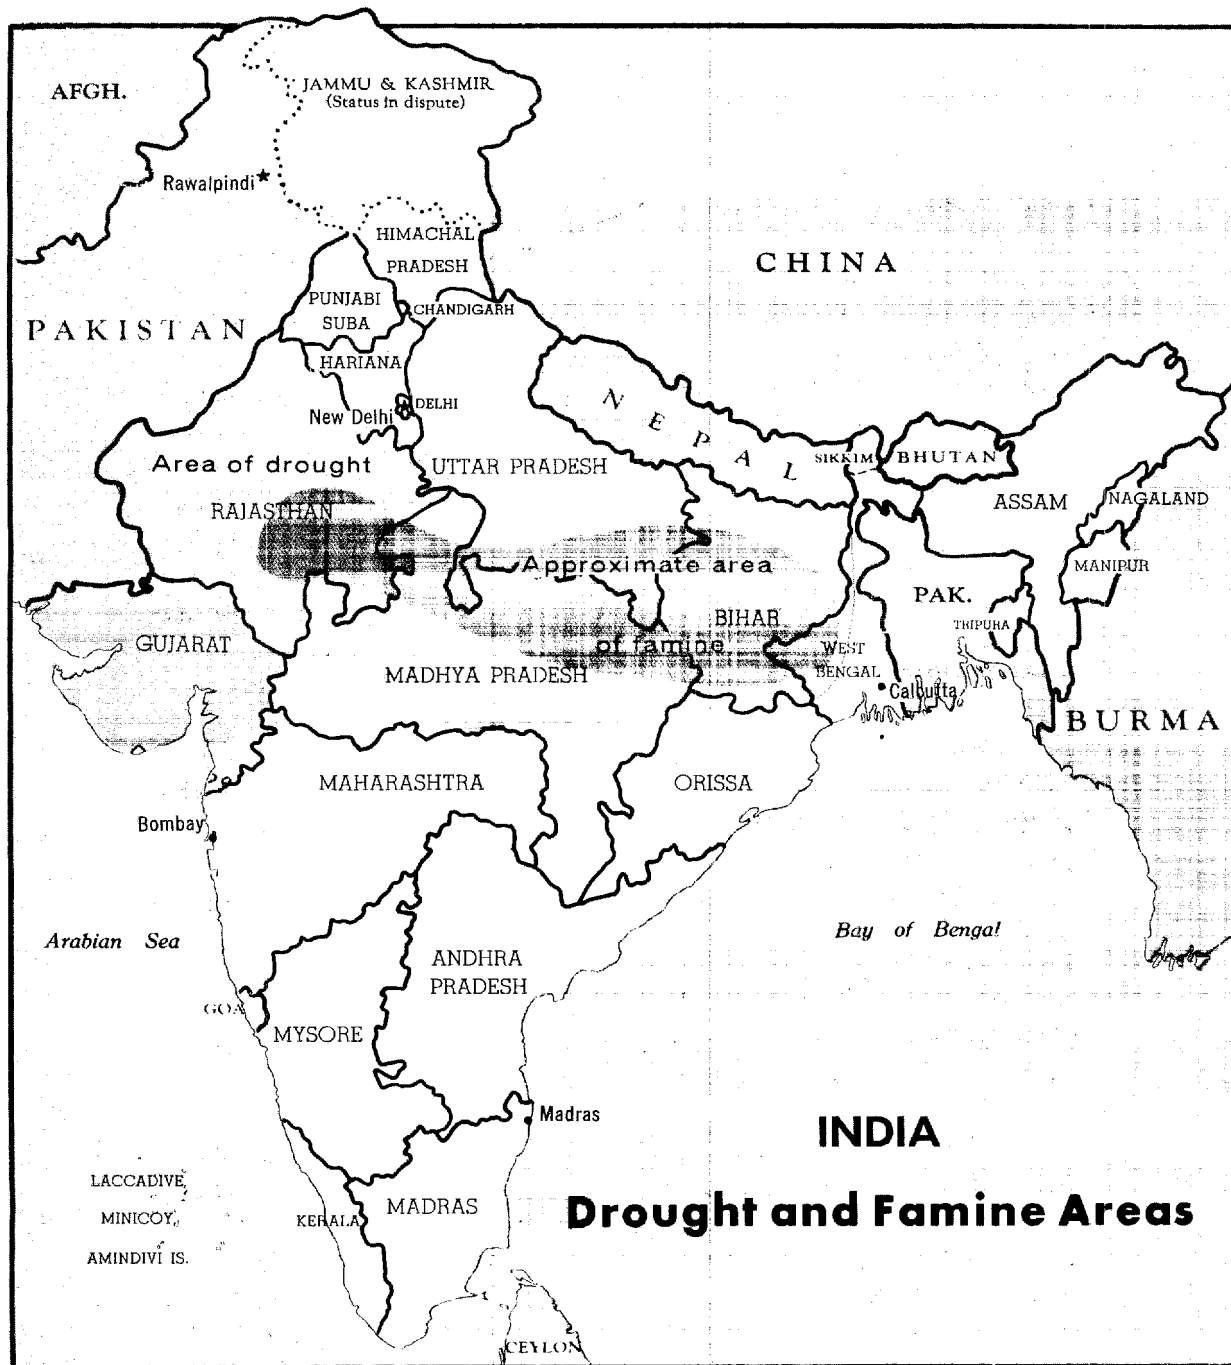 AFGH.
JAMMU & KASHMIR
(Status in dispute)
Rawalpindi
HIMACHAL
PRADESH
CHINA
PUNJABI
SUBA
CHANDIGARH
PAKISTAN
HARIANA
New Delhi
DELHI
NEPAL
SIKKIM
BHUTAN
Area of drought
UTTAR PRADESH
ASSAM
NAGALAND
RAJASTHAN
Approximate area
MANIPUR
PAK.
BIHAR
TRIPURA
GUJARAT
of famine
WEST
BENGAL
MADHYA PRADESH
Calcutta
BURMA
MAHARASHTRA
ORISSA
Bombay
Arabian Sea
Bay of Bengal
ANDHRA
PRADESH
GOA
MYSORE
Madras
INDIA
LACCADIVE,
MINICOY,
AMINDIVI IS.
KERALA
MADRAS
Drought and Famine Areas
CEYLON